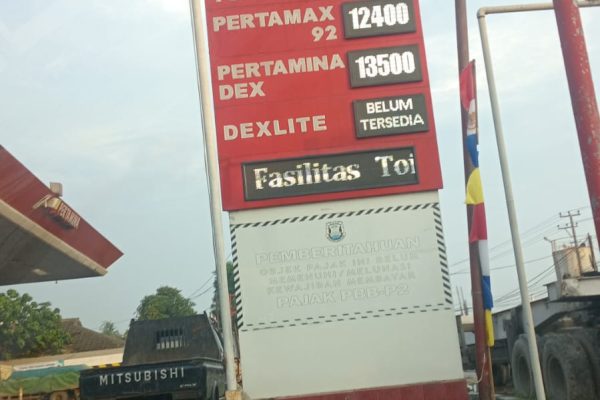 PERTAMAX
92
12400
PERTAMINA
DEX
13500
DEXLITE
BELUM
TERSEDIA
Fasilitas Toi
PEMBERITAHUAN
OBJEK PAJAK INI BELUM
MEMENUHI/MELUNASI
KEWAJIBAN MEMBAYAR
PAJAK PBB-P2
MITSUBISHI